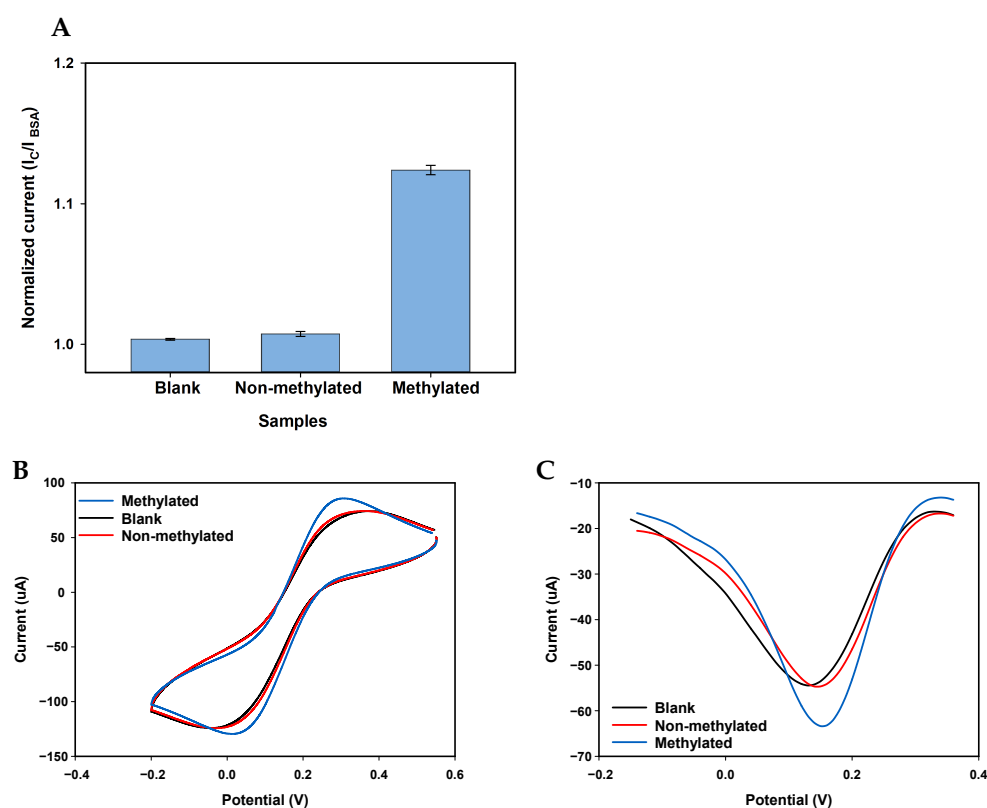 A
Normalized current (IC/I BSA)
1.2
1.1
1.0
Blank Non-methylated Methylated
Samples
B
Current (uA)
100
50
0
−50
−100
−150
Methylated
Blank
Non-methylated
−0.4 −0.2 0.0 0.2 0.4 0.6
Potential (V)
C
Current (uA)
−10
−20
−30
−40
−50
−60
−70
Blank
Non-methylated
Methylated
−0.2 0.0 0.2 0.4
Potential (V)